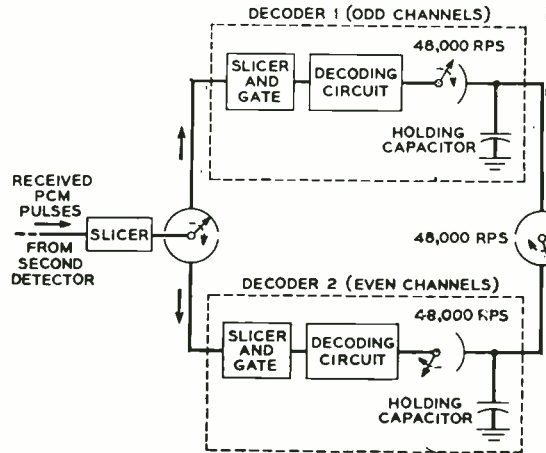 DECODER 1 (ODD CHANNELS)
48,000 RPS
SLICER
AND
GATE
DECODING
CIRCUIT
HOLDING
CAPACITOR
RECEIVED
PCM
PULSES
FROM
SECOND
DETECTOR
SLICER
48,000 RPS
DECODER 2 (EVEN CHANNELS)
48,000 RPS
SLICER
AND
GATE
DECODING
CIRCUIT
HOLDING
CAPACITOR